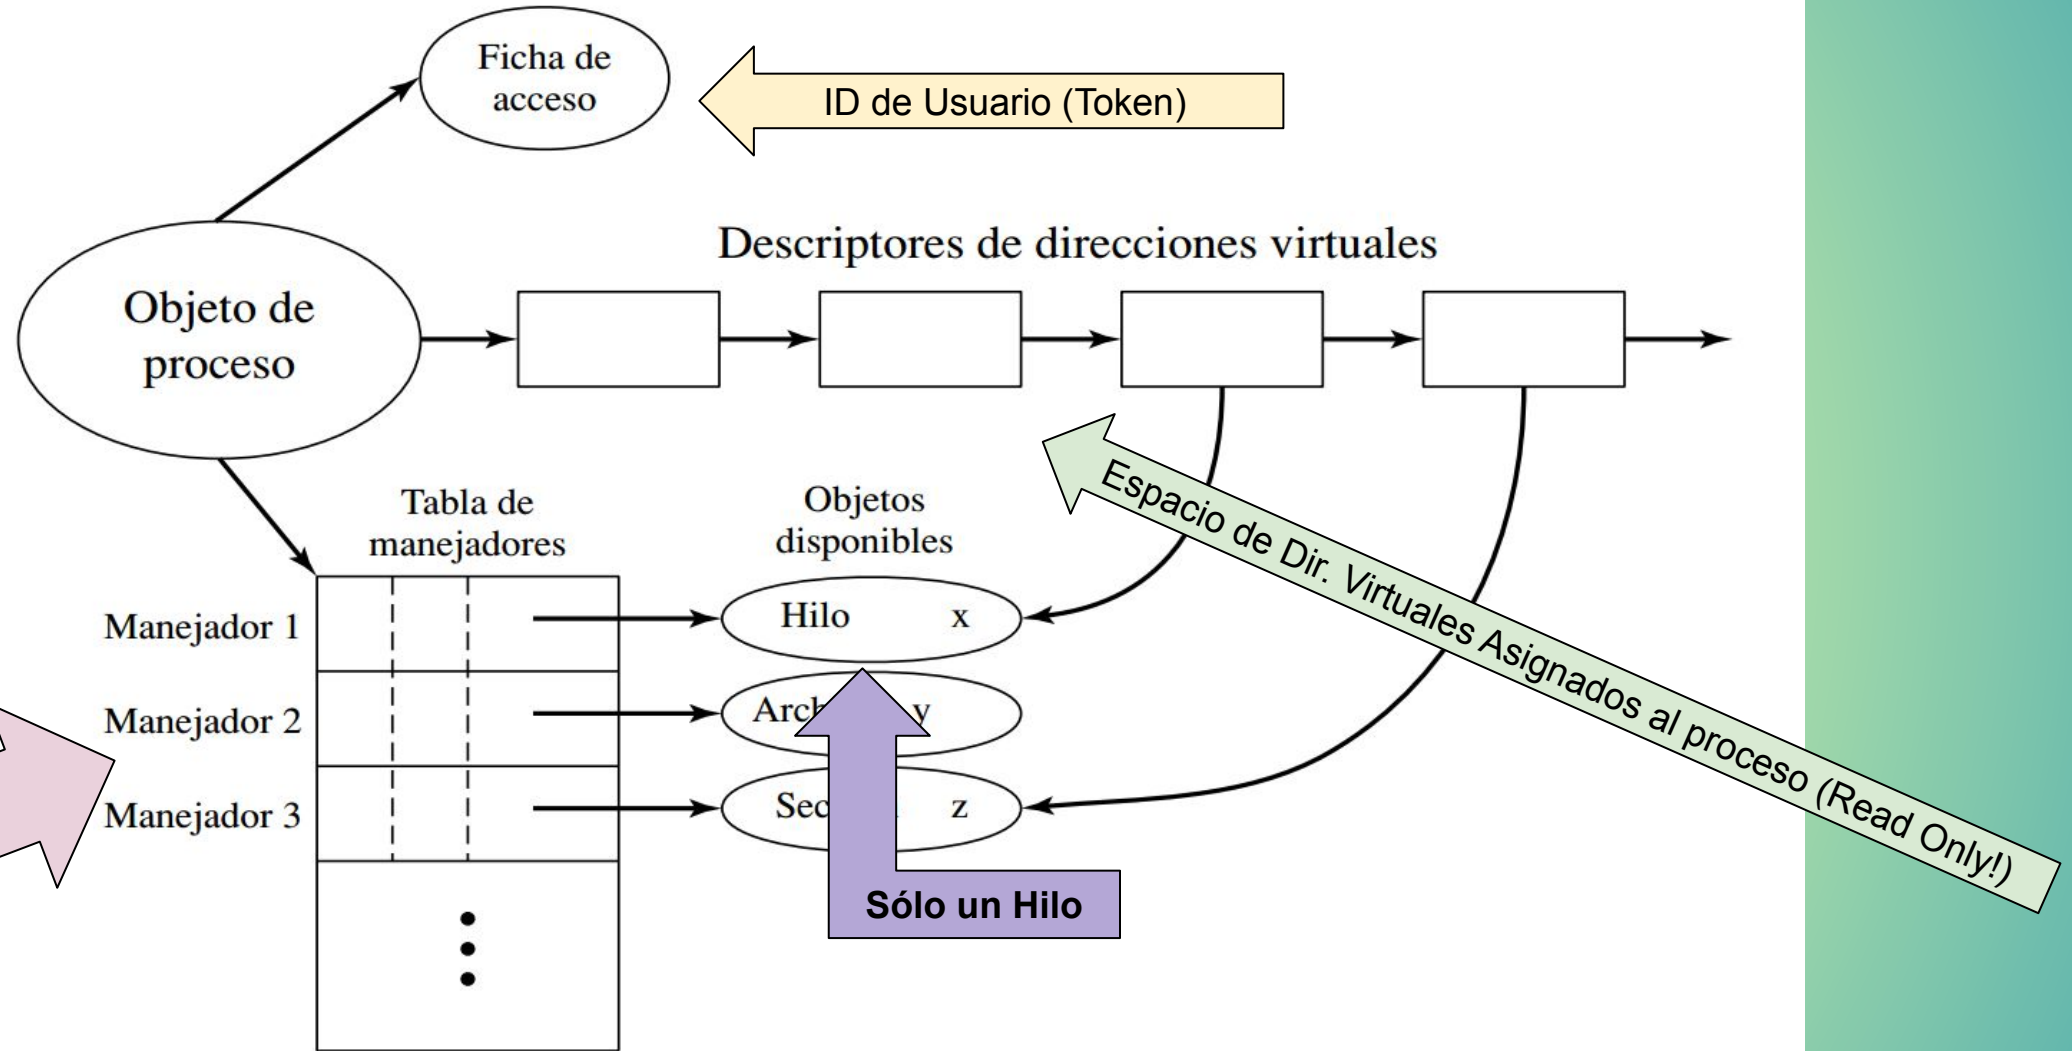 Ficha de
acceso
ID de Usuario (Token)
Descriptores de direcciones virtuales
Objeto de
proceso
Espacio de Dir. Virtuales Asignados al proceso (Read Only!)
Tabla de
manejadores
Objetos
disponibles
Manejador 1
Hilo x
Manejador 2
y
Manejador 3
z
Sólo un Hilo